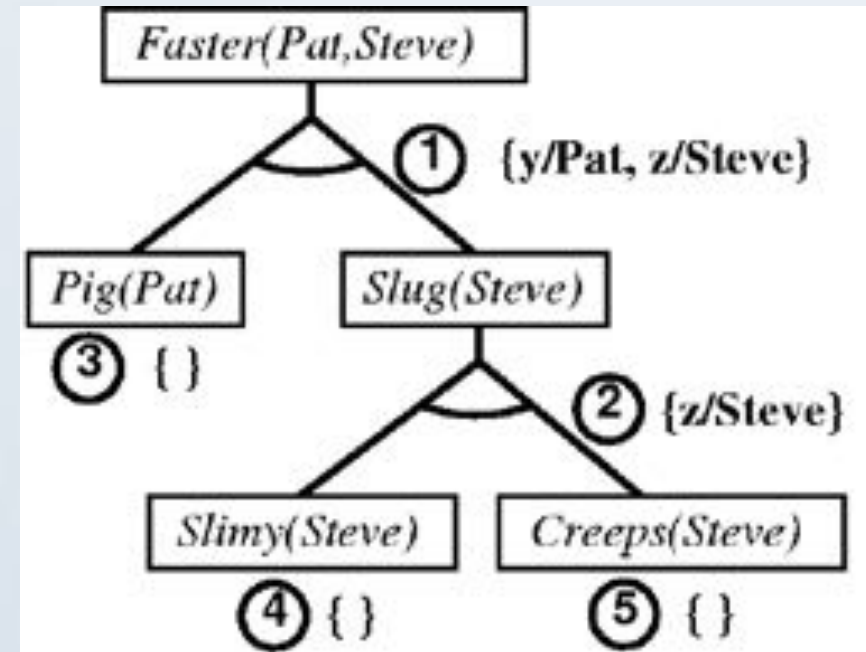 Faster(Pat,Steve)
1 {y/Pat, z/Steve}
Pig(Pat) Slug(Steve)
3 { }
2 {z/Steve}
Slimy(Steve) Creeps(Steve)
4 { } 5 { }